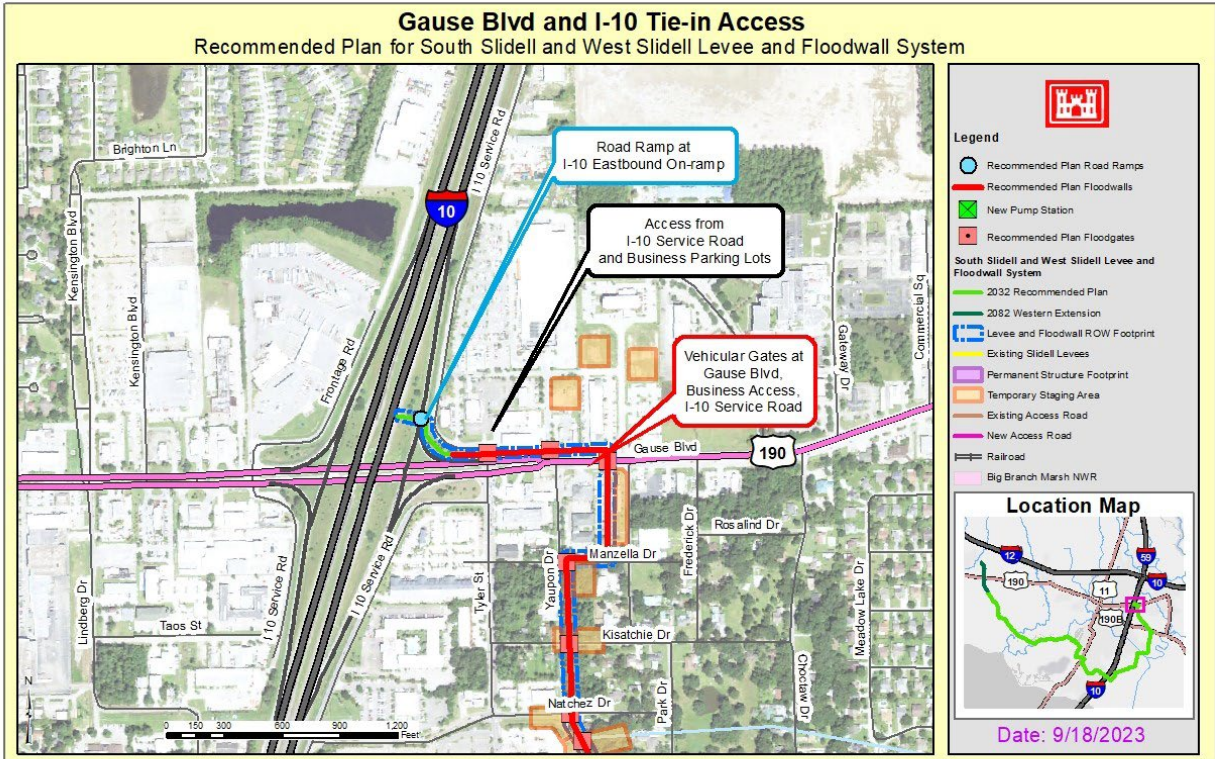 Gause Blvd and I-10 Tie-in Access
Recommended Plan for South Slidell and West Slidell Levee and Floodwall System
Brighton Ln
Kensington Blvd
Kensington Blvd
Frontage Rd
I 10 Service Rd
10
Road Ramp at
I-10 Eastbound On-ramp
Access from
I-10 Service Road
and Business Parking Lots
Vehicular Gates at
Gause Blvd,
Business Access,
I-10 Service Road
Gateway Dr
Commercial Sq
Gause Blvd
190
Lindberg Dr
Taos St
I 10 Service Rd
I 10 Service Rd
Tyler St
Yaupon Dr
Manzella Dr
Frederick Dr
Rosalind Dr
Kisatchie Dr
Natchez Dr
Park Dr
Choctaw Dr
Meadow Lake Dr
N
0 150 300 600 900 1,200
Feet
Legend
Recommended Plan Road Ramps
Recommended Plan Floodwalls
New Pump Station
Recommended Plan Floodgates
South Slidell and West Slidell Levee and
Floodwall System
2032 Recommended Plan
2082 Western Extension
Levee and Floodwall ROW Footprint
Existing Slidell Levees
Permanent Structure Footprint
Temporary Staging Area
Existing Access Road
New Access Road
Railroad
Big Branch Marsh NWR
Location Map
12
59
190
11
10
190B
10
Date: 9/18/2023